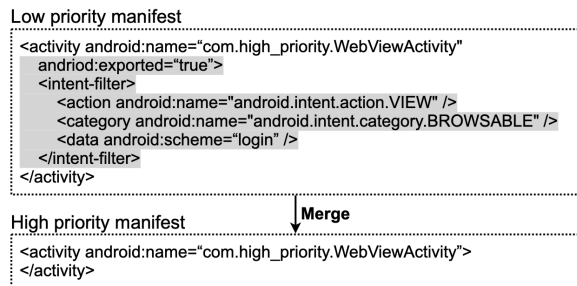 Low priority manifest
<activity android:name=“com.high_priority.WebViewActivity"
andriod:exported=“true”>
<intent-filter>
<action android:name="android.intent.action.VIEW" />
<category android:name="android.intent.category.BROWSABLE" />
<data android:scheme=“login” />
</intent-filter>
</activity>
Merge
High priority manifest
<activity android:name=“com.high_priority.WebViewActivity”>
</activity>